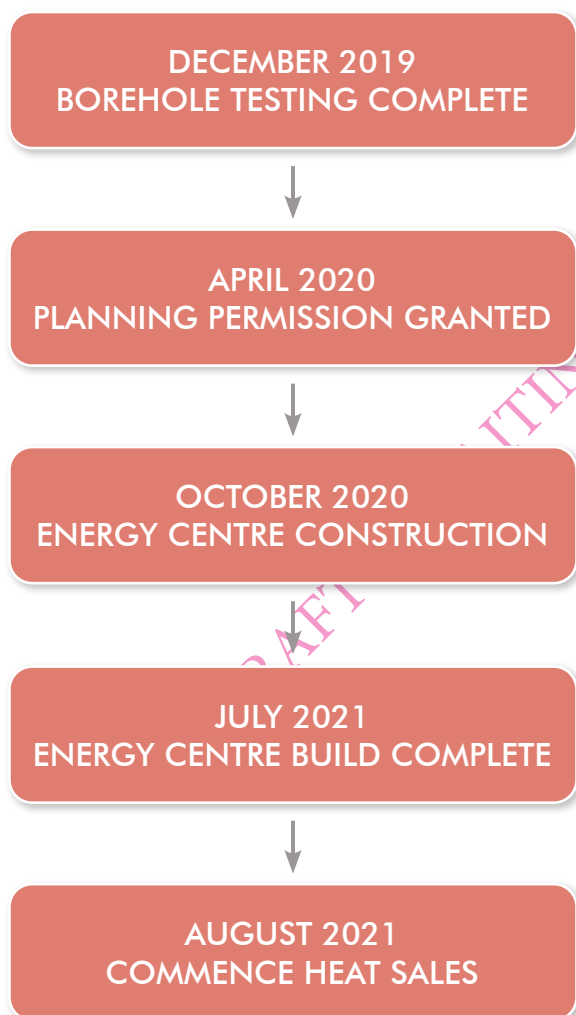 DECEMBER 2019
BOREHOLE TESTING COMPLETE
APRIL 2020
PLANNING PERMISSION GRANTED
OCTOBER 2020
ENERGY CENTRE CONSTRUCTION
JULY 2021
ENERGY CENTRE BUILD COMPLETE
AUGUST 2021
COMMENCE HEAT SALES